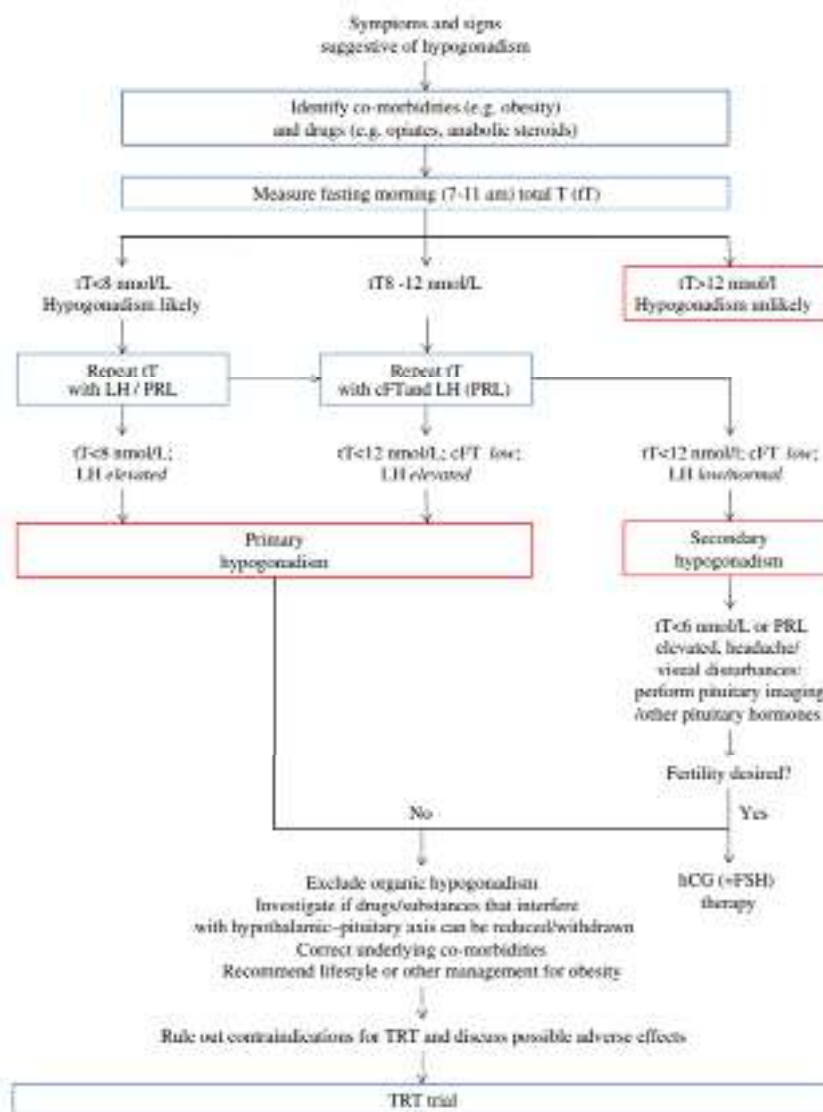 Symptoms and signs
suggestive of hypogonadism
Identify co-morbidities (e.g. obesity)
and drugs (e.g. opiates, anabolic steroids)
Measure fasting morning (7-11 am) total T (tT)
tT<8 nmol/L
Hypogonadism likely
tT8 -12 nmol/L
tT>12 nmol/l
Hypogonadism unlikely
Repeat tT
with LH / PRL
Repeat tT
with cFTand LH (PRL)
tT<8 nmol/L;
LH elevated
tT<12 nmol/L; cFT low;
LH elevated
tT<12 nmol/l; cFT low;
LH low/normal
Primary
hypogonadism
Secondary
hypogonadism
tT<6 nmol/L or PRL
elevated, headache/
visual disturbances:
perform pituitary imaging
/other pituitary hormones
Fertility desired?
No
Yes
Exclude organic hypogonadism
Investigate if drugs/substances that interfere
with hypothalamic–pituitary axis can be reduced/withdrawn
Correct underlying co-morbidities
Recommend lifestyle or other management for obesity
hCG (+FSH)
therapy
Rule out contraindications for TRT and discuss possible adverse effects
TRT trial